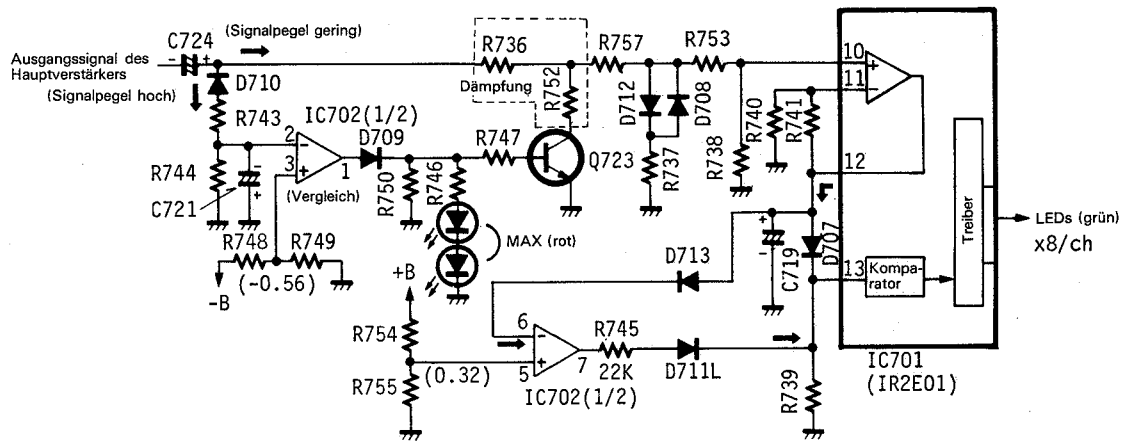 C724
(Signalpegel gering)
Ausgangssignal des
Hauptverstärkers
- +
(Signalpegel hoch)
D710
R743
R744
C721
- +
IC702(1/2)
2 -
3 +
1
(Vergleich)
D709
R748
R749
-B
(-0.56)
R750
R746
R747
MAX (rot)
R736
Dämpfung
R752
Q723
R757
R753
D712
D708
R737
R738
R740
R741
10 +
11 -
12
13
Kompa-
rator
Treiber
LEDs (grün)
x8/ch
D713
+ -
C719
D707
+B
R754
R755
(0.32)
6 -
5 +
7
IC702(1/2)
R745
22K
D711L
R739
IC701
(IR2E01)